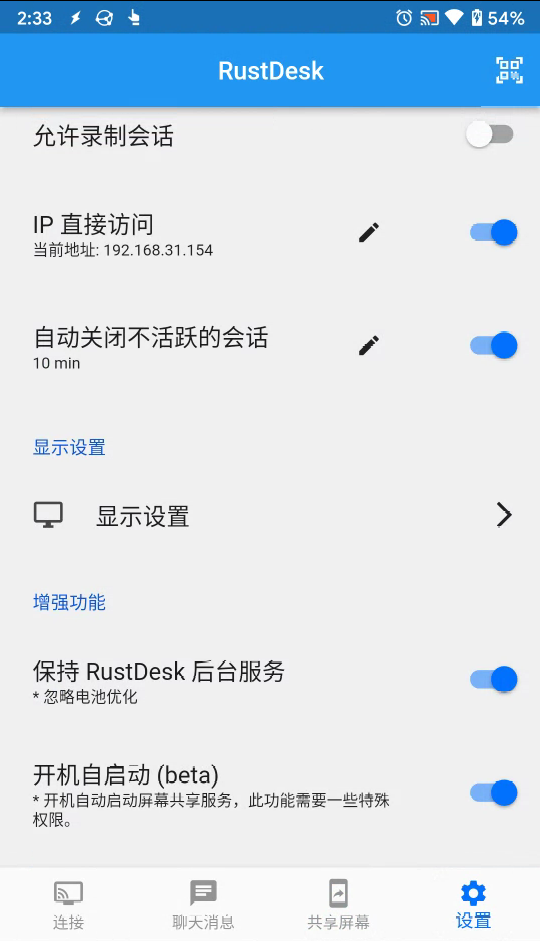 2:33
54%
RustDesk
允许录制会话
IP 直接访问
当前地址: 192.168.31.154
自动关闭不活跃的会话
10 min
显示设置
显示设置
增强功能
保持 RustDesk 后台服务
* 忽略电池优化
开机自启动 (beta)
* 开机自动启动屏幕共享服务，此功能需要一些特殊
权限。
连接
聊天消息
共享屏幕
设置